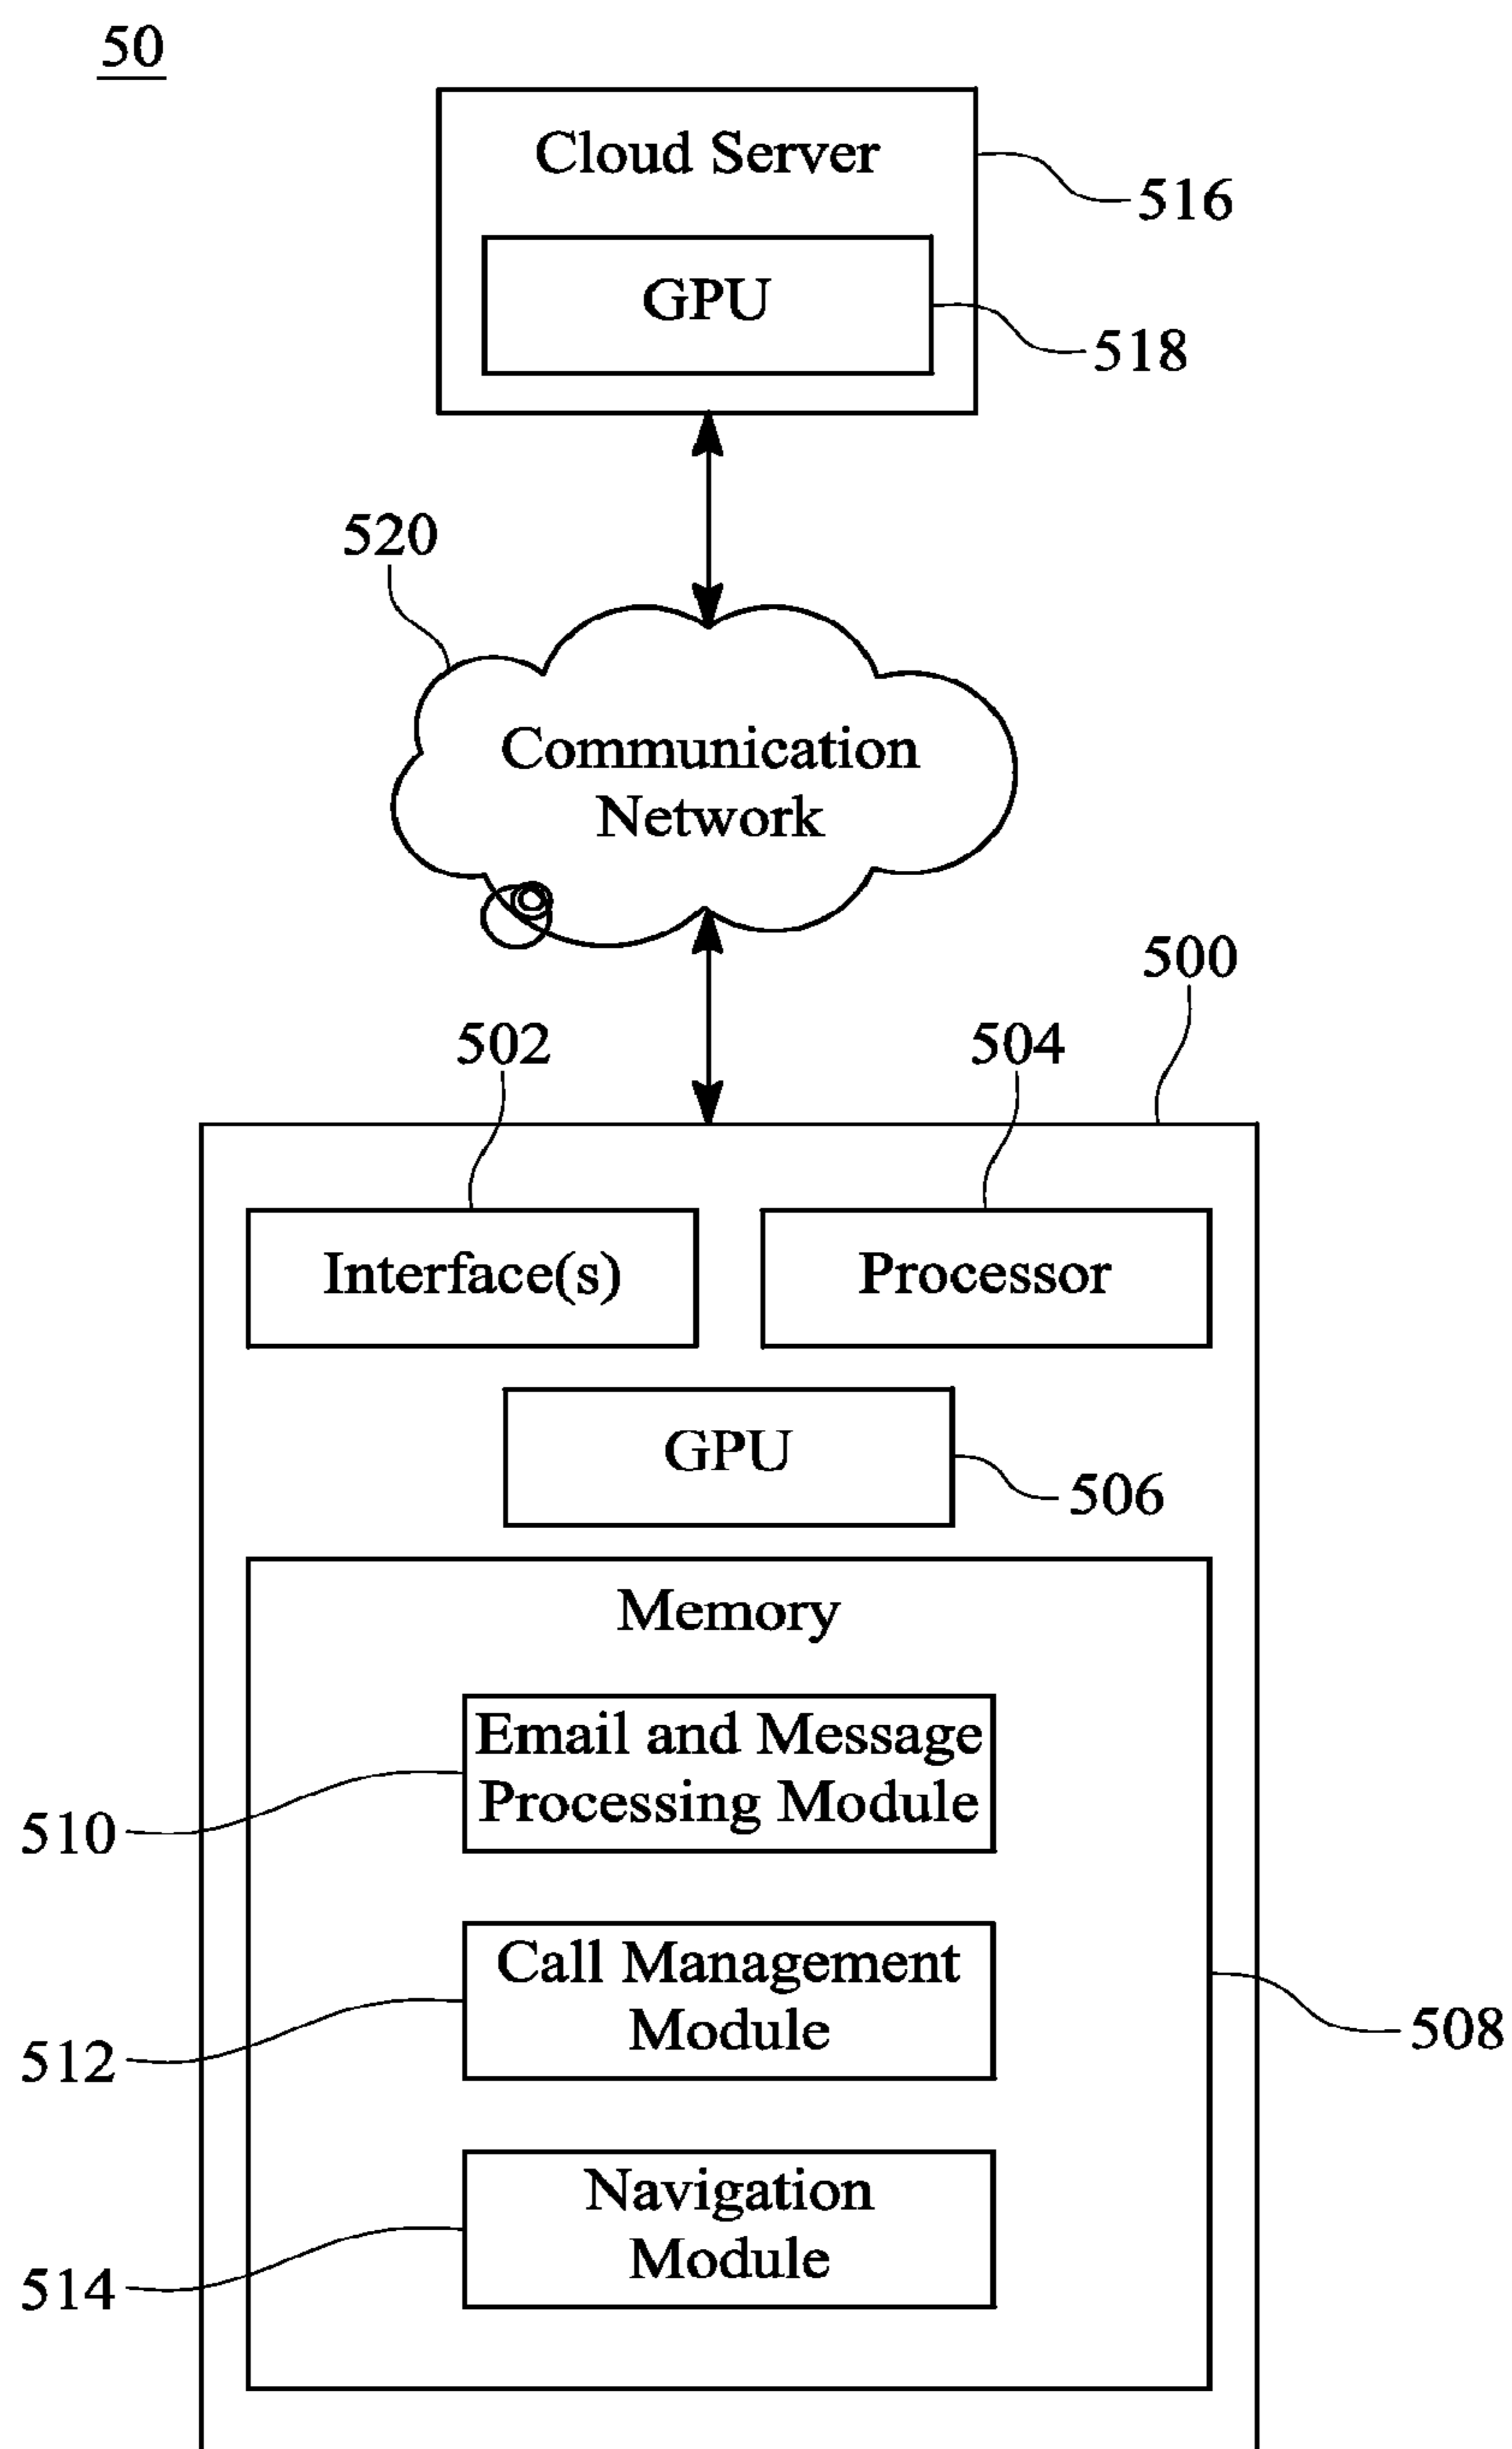 50
Cloud Server
516
GPU
518
520
Communication
Network
500
502
504
Interface(s)
Processor
GPU
506
Memory
Email and Message
Processing Module
510
Call Management
Module
512
508
Navigation
Module
514